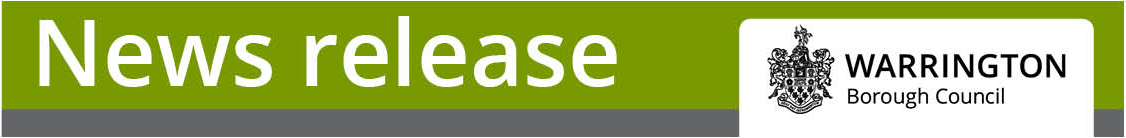 News release
WARRINGTON
Borough Council